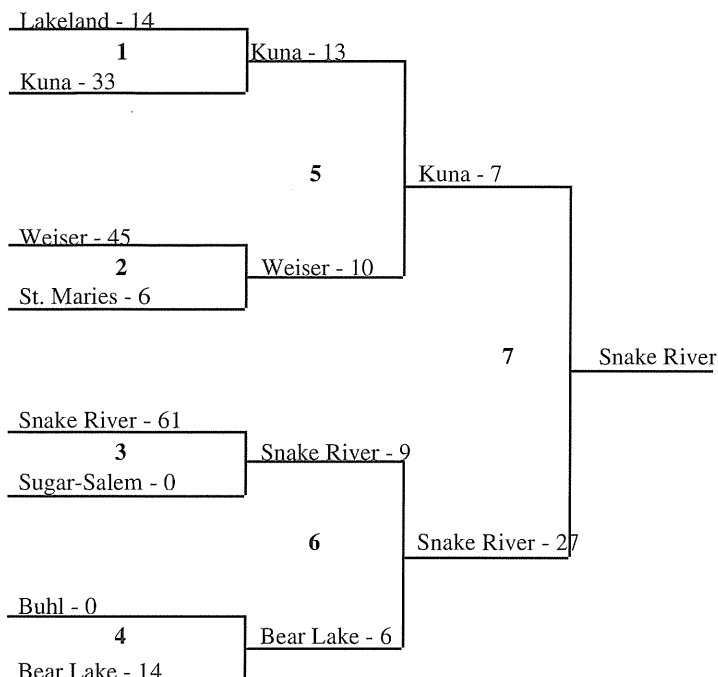 Lakeland - 14
1
Kuna - 13
Kuna - 33
5
Kuna - 7
Weiser - 45
2
Weiser - 10
St. Maries - 6
7
Snake River
Snake River - 61
3
Snake River - 9
Sugar-Salem - 0
6
Snake River - 27
Buhl - 0
4
Bear Lake - 6
Bear Lake - 14